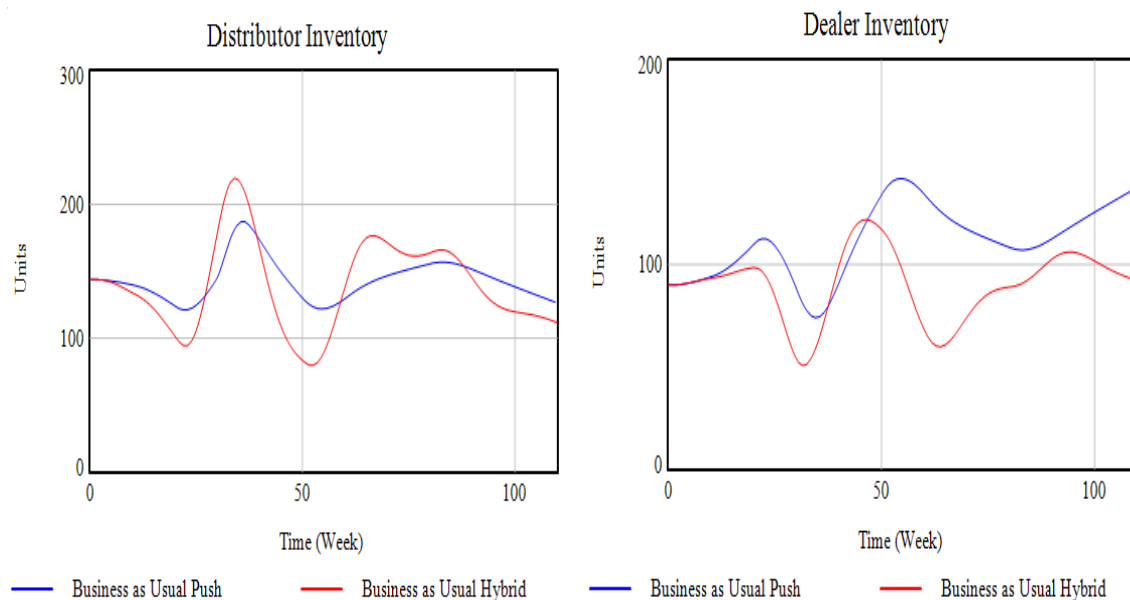 Distributor Inventory
300
200
100
0
Units
0
50
100
Time (Week)
Business as Usual Push
Business as Usual Hybrid
Dealer Inventory
200
100
0
Units
0
50
100
Time (Week)
Business as Usual Push
Business as Usual Hybrid